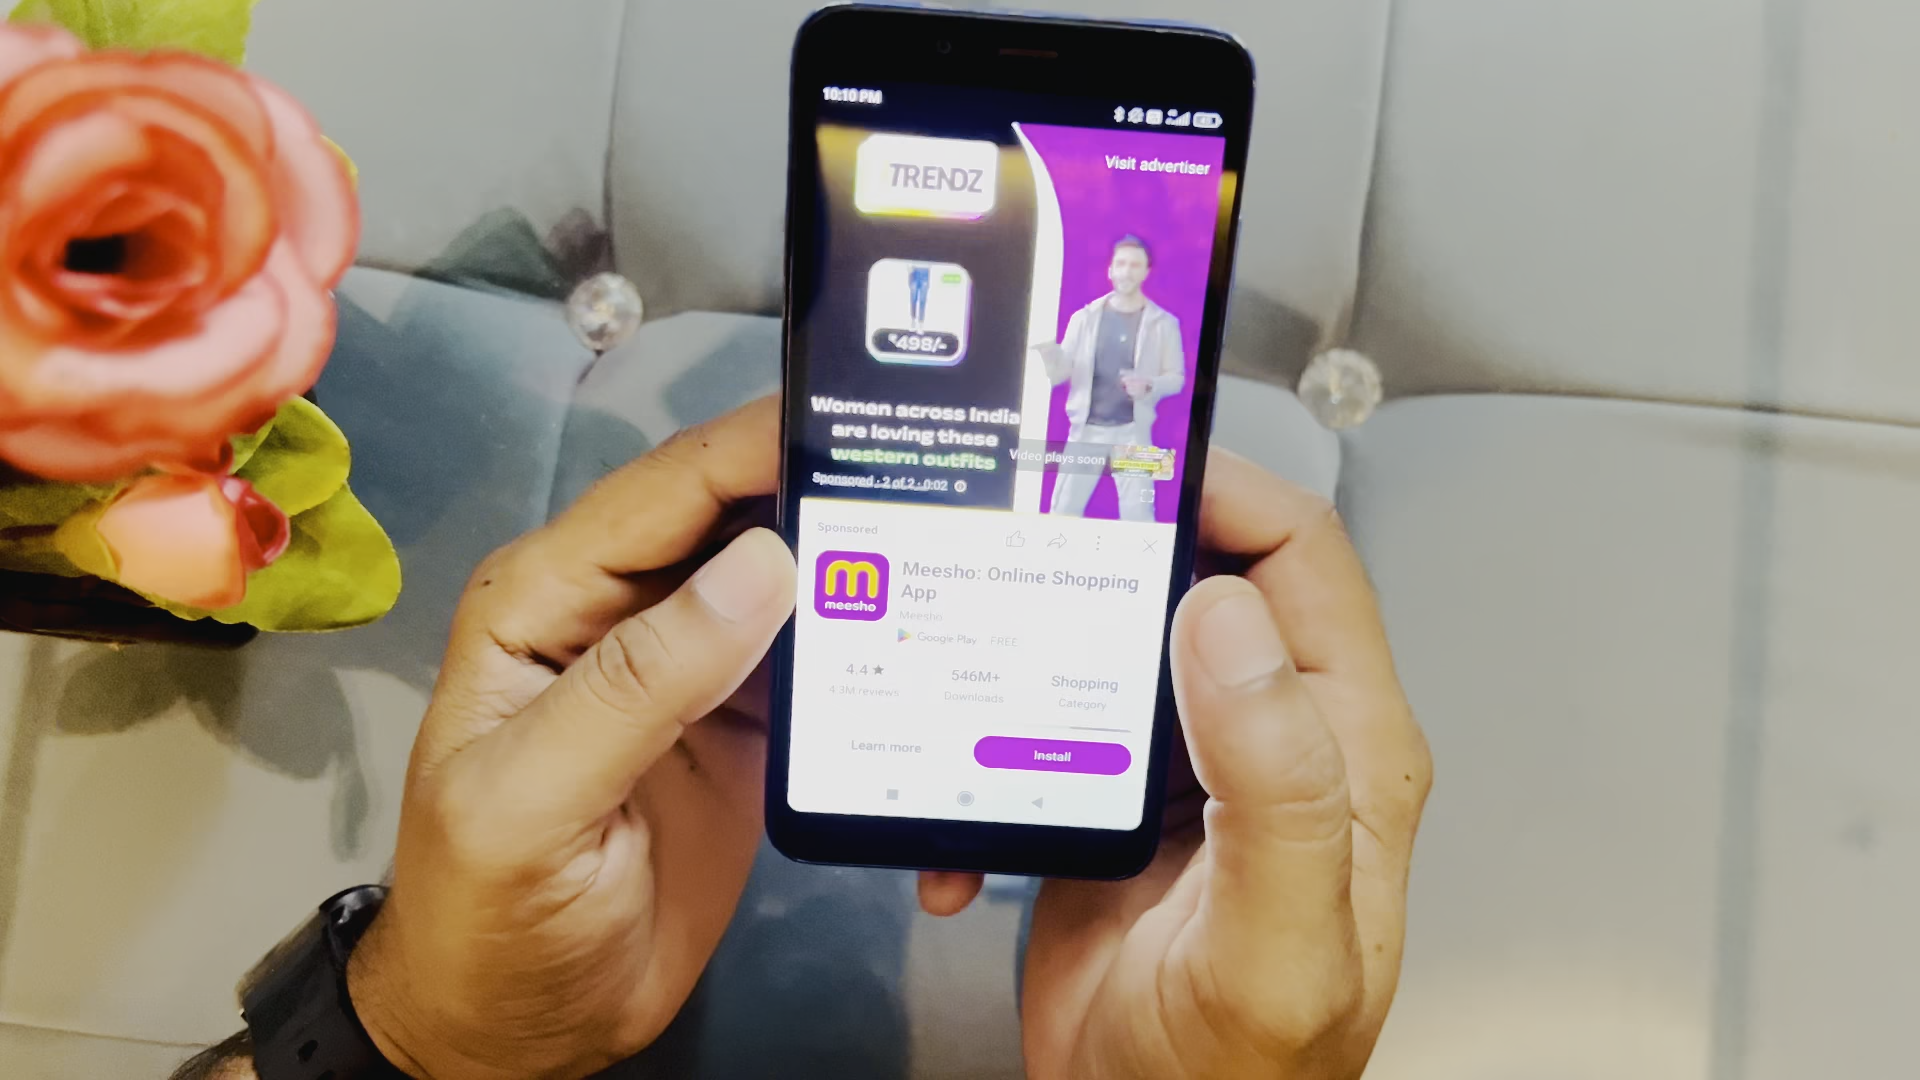 10:10 PM
TRENDZ
Visit advertiser
₹498/-
Women across India
are loving these
western outfits
Video plays soon
Sponsored · 2 of 2 · 0:02
Sponsored
meesho
Meesho: Online Shopping
App
Meesho
Google Play FREE
4.4 ★
4.3M reviews
546M+
Downloads
Shopping
Category
Learn more
Install